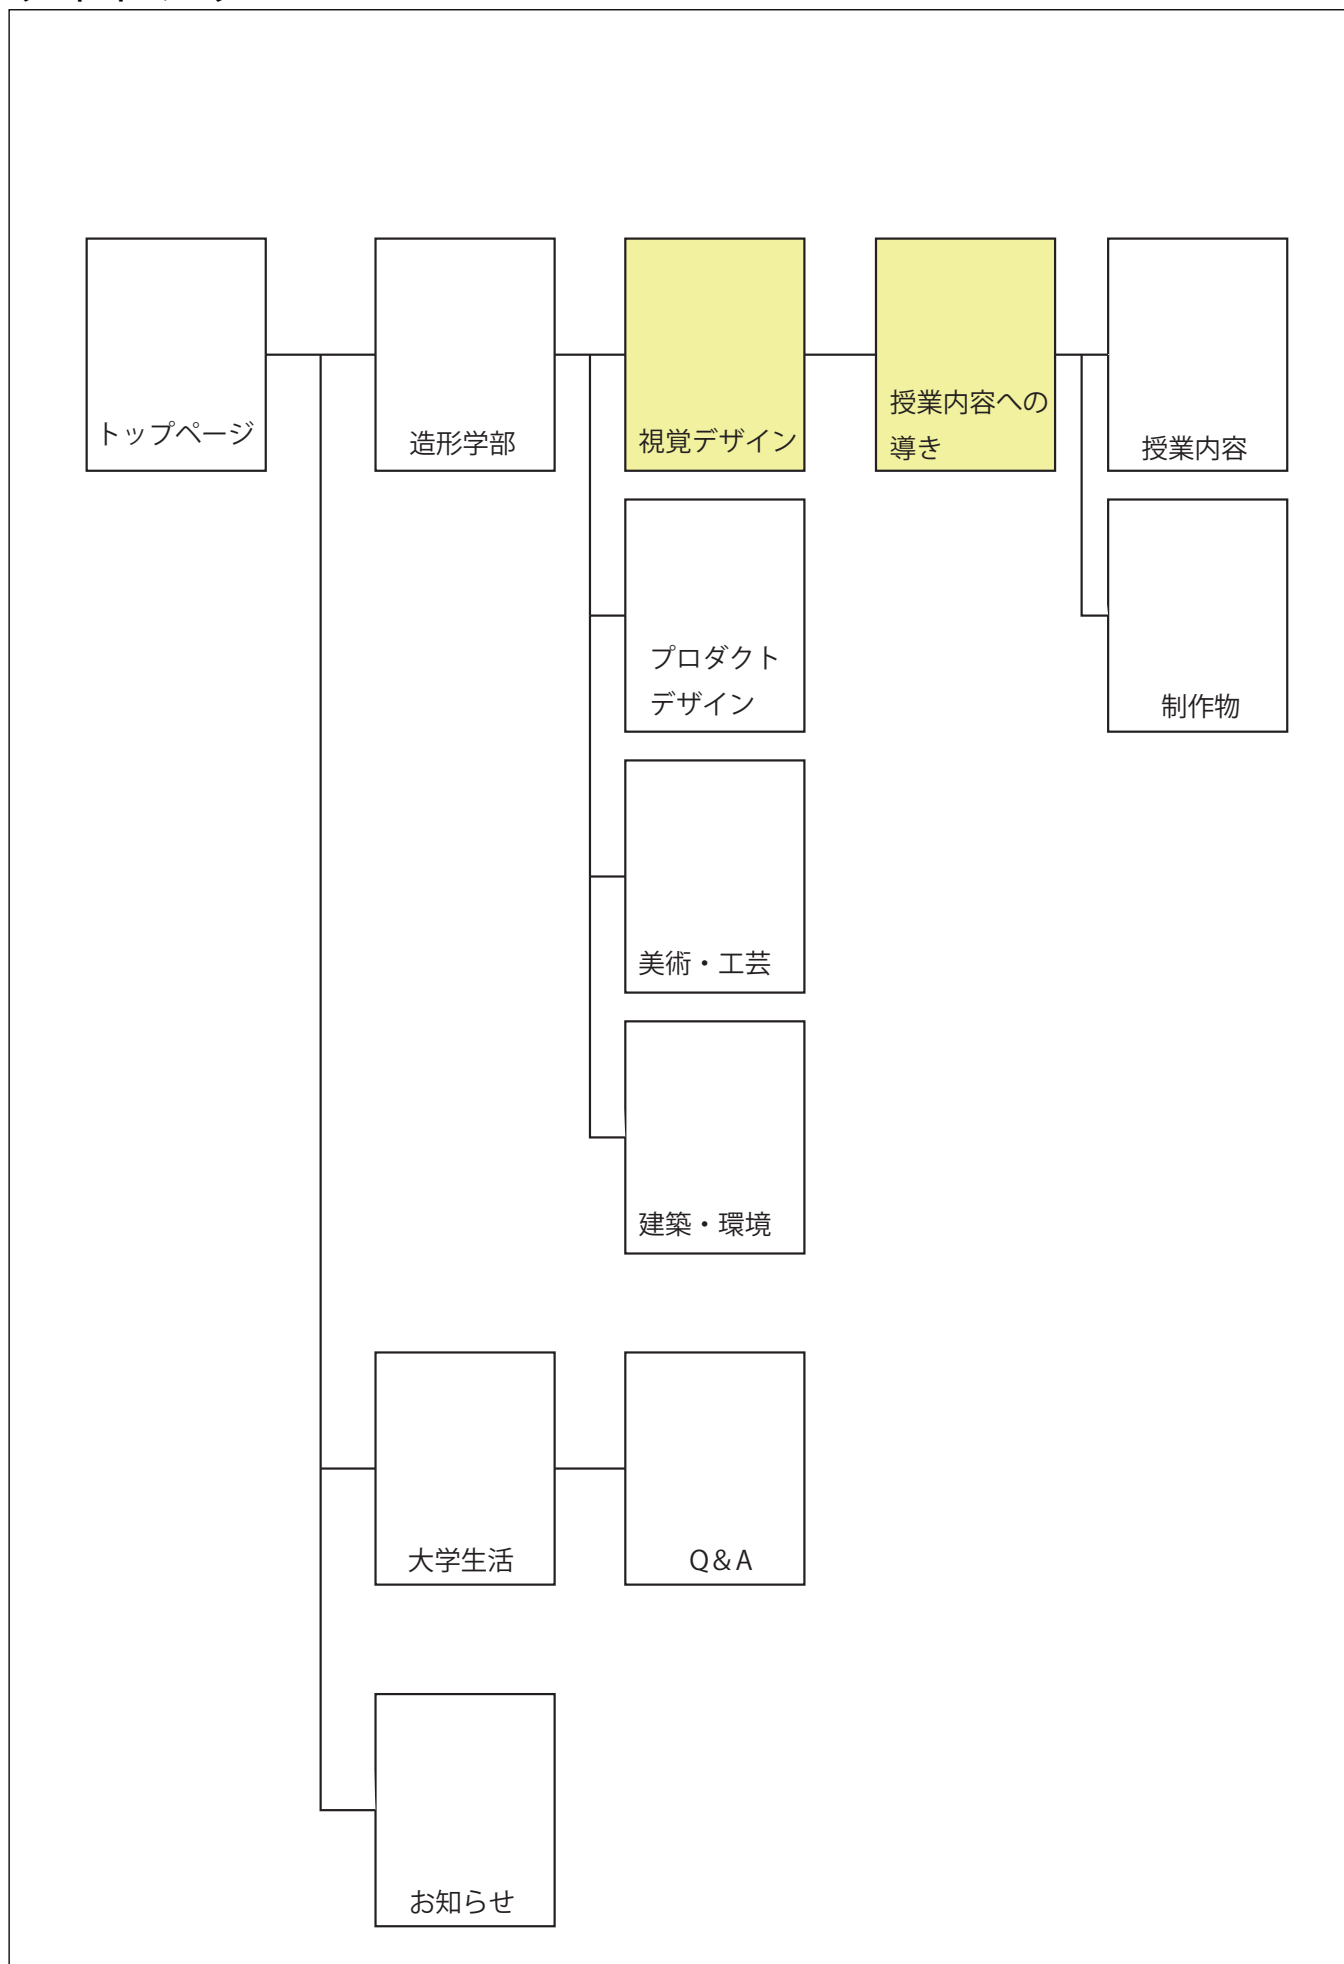 トップページ
造形学部
視覚デザイン
授業内容への
導き
授業内容
プロダクト
デザイン
制作物
美術・工芸
建築・環境
大学生活
Q&A
お知らせ